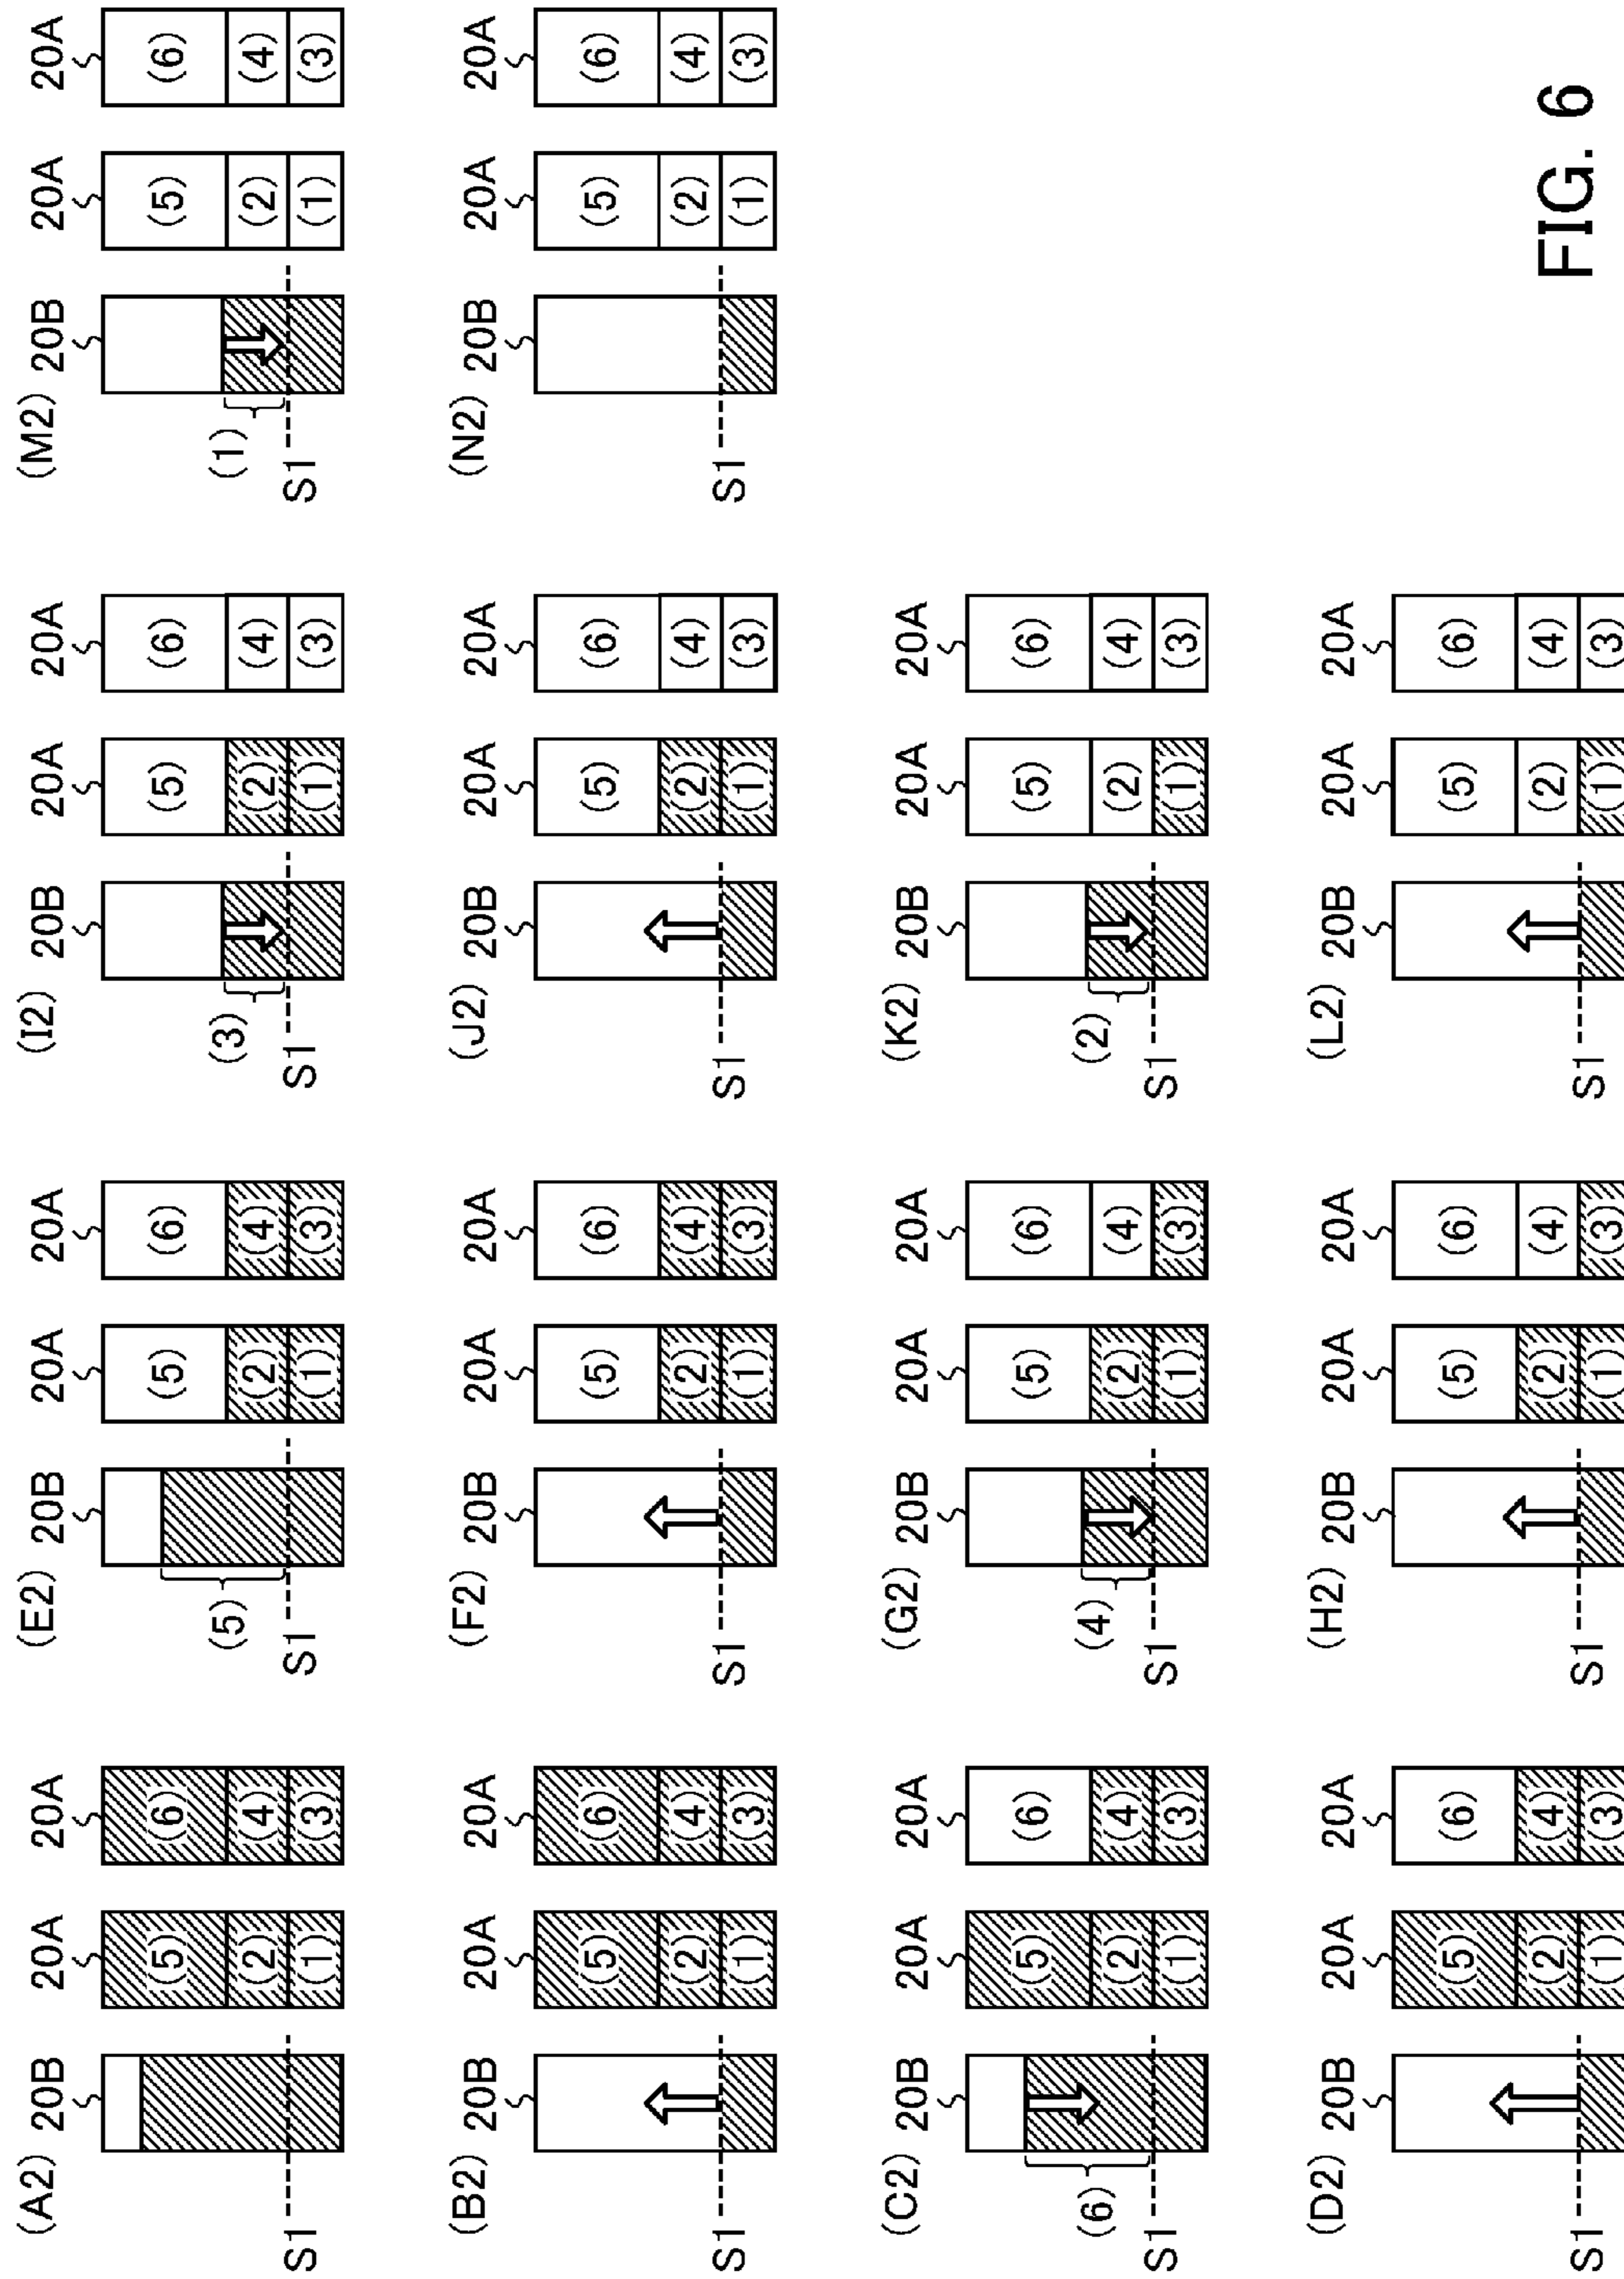 (A2) 20B 20A 20A
(5) (6)
(2) (4)
S1 (1) (3)
(B2) 20B 20A 20A
(5) (6)
(2) (4)
S1 (1) (3)
(C2) 20B 20A 20A
(5) (6)
(6) (2) (4)
S1 (1) (3)
(D2) 20B 20A 20A
(5) (6)
(2) (4)
S1 (1) (3)
(E2) 20B 20A 20A
(5) (6)
(5) (2) (4)
S1 (1) (3)
(F2) 20B 20A 20A
(5) (6)
(2) (4)
S1 (1) (3)
(G2) 20B 20A 20A
(5) (6)
(4) (2) (4)
S1 (1) (3)
(H2) 20B 20A 20A
(5) (6)
(2) (4)
S1 (1) (3)
(I2) 20B 20A 20A
(5) (6)
(3) (2) (4)
S1 (1) (3)
(J2) 20B 20A 20A
(5) (6)
(2) (4)
S1 (1) (3)
(K2) 20B 20A 20A
(5) (6)
(2) (2) (4)
S1 (1) (3)
(L2) 20B 20A 20A
(5) (6)
(2) (4)
S1 (1) (3)
(M2) 20B 20A 20A
(5) (6)
(1) (2) (4)
S1 (1) (3)
(N2) 20B 20A 20A
(5) (6)
(2) (4)
S1 (1) (3)
FIG. 6